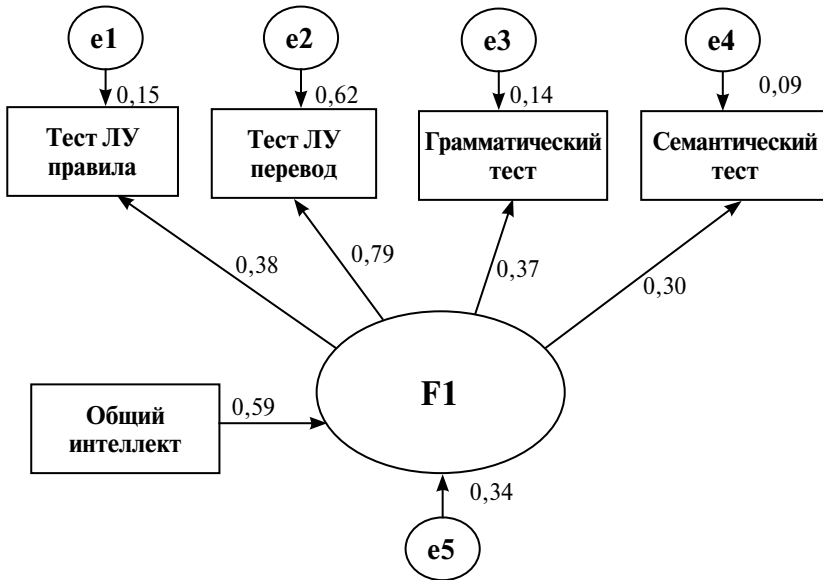 e1
e2
e3
e4
0,15
0,62
0,14
0,09
Тест ЛУ
правила
Тест ЛУ
перевод
Грамматический
тест
Семантический
тест
0,38
0,79
0,37
0,30
F1
Общий
интеллект
0,59
0,34
e5